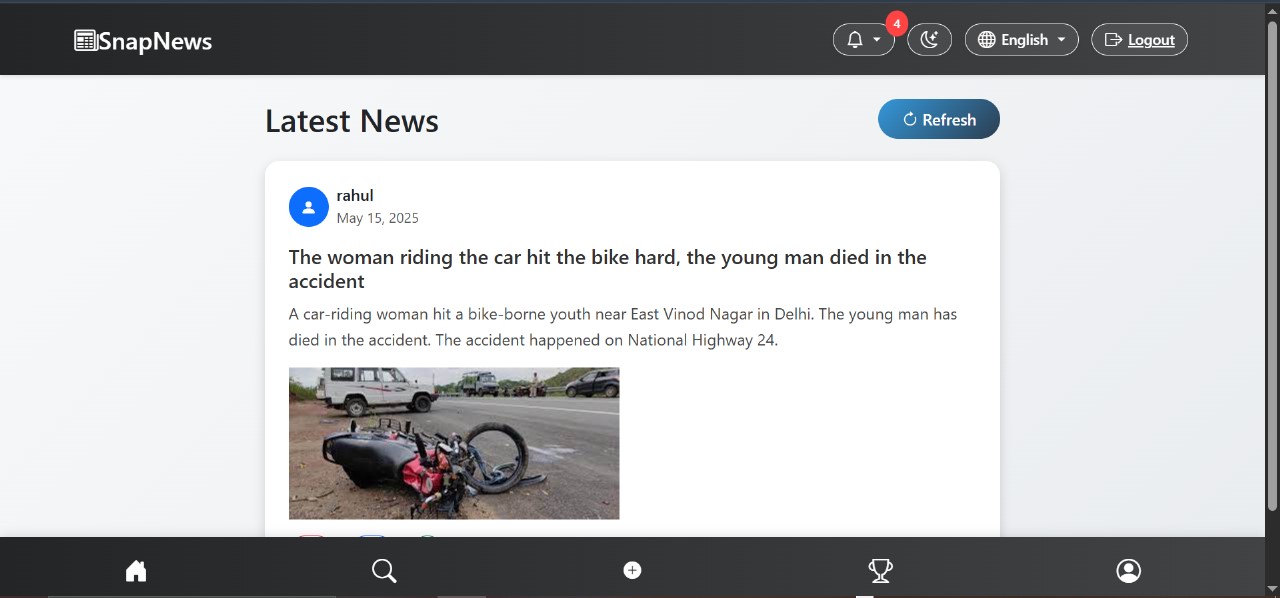 SnapNews
4
English
Logout
Latest News
Refresh
rahul
May 15, 2025
The woman riding the car hit the bike hard, the young man died in the
accident
A car-riding woman hit a bike-borne youth near East Vinod Nagar in Delhi. The young man has
died in the accident. The accident happened on National Highway 24.